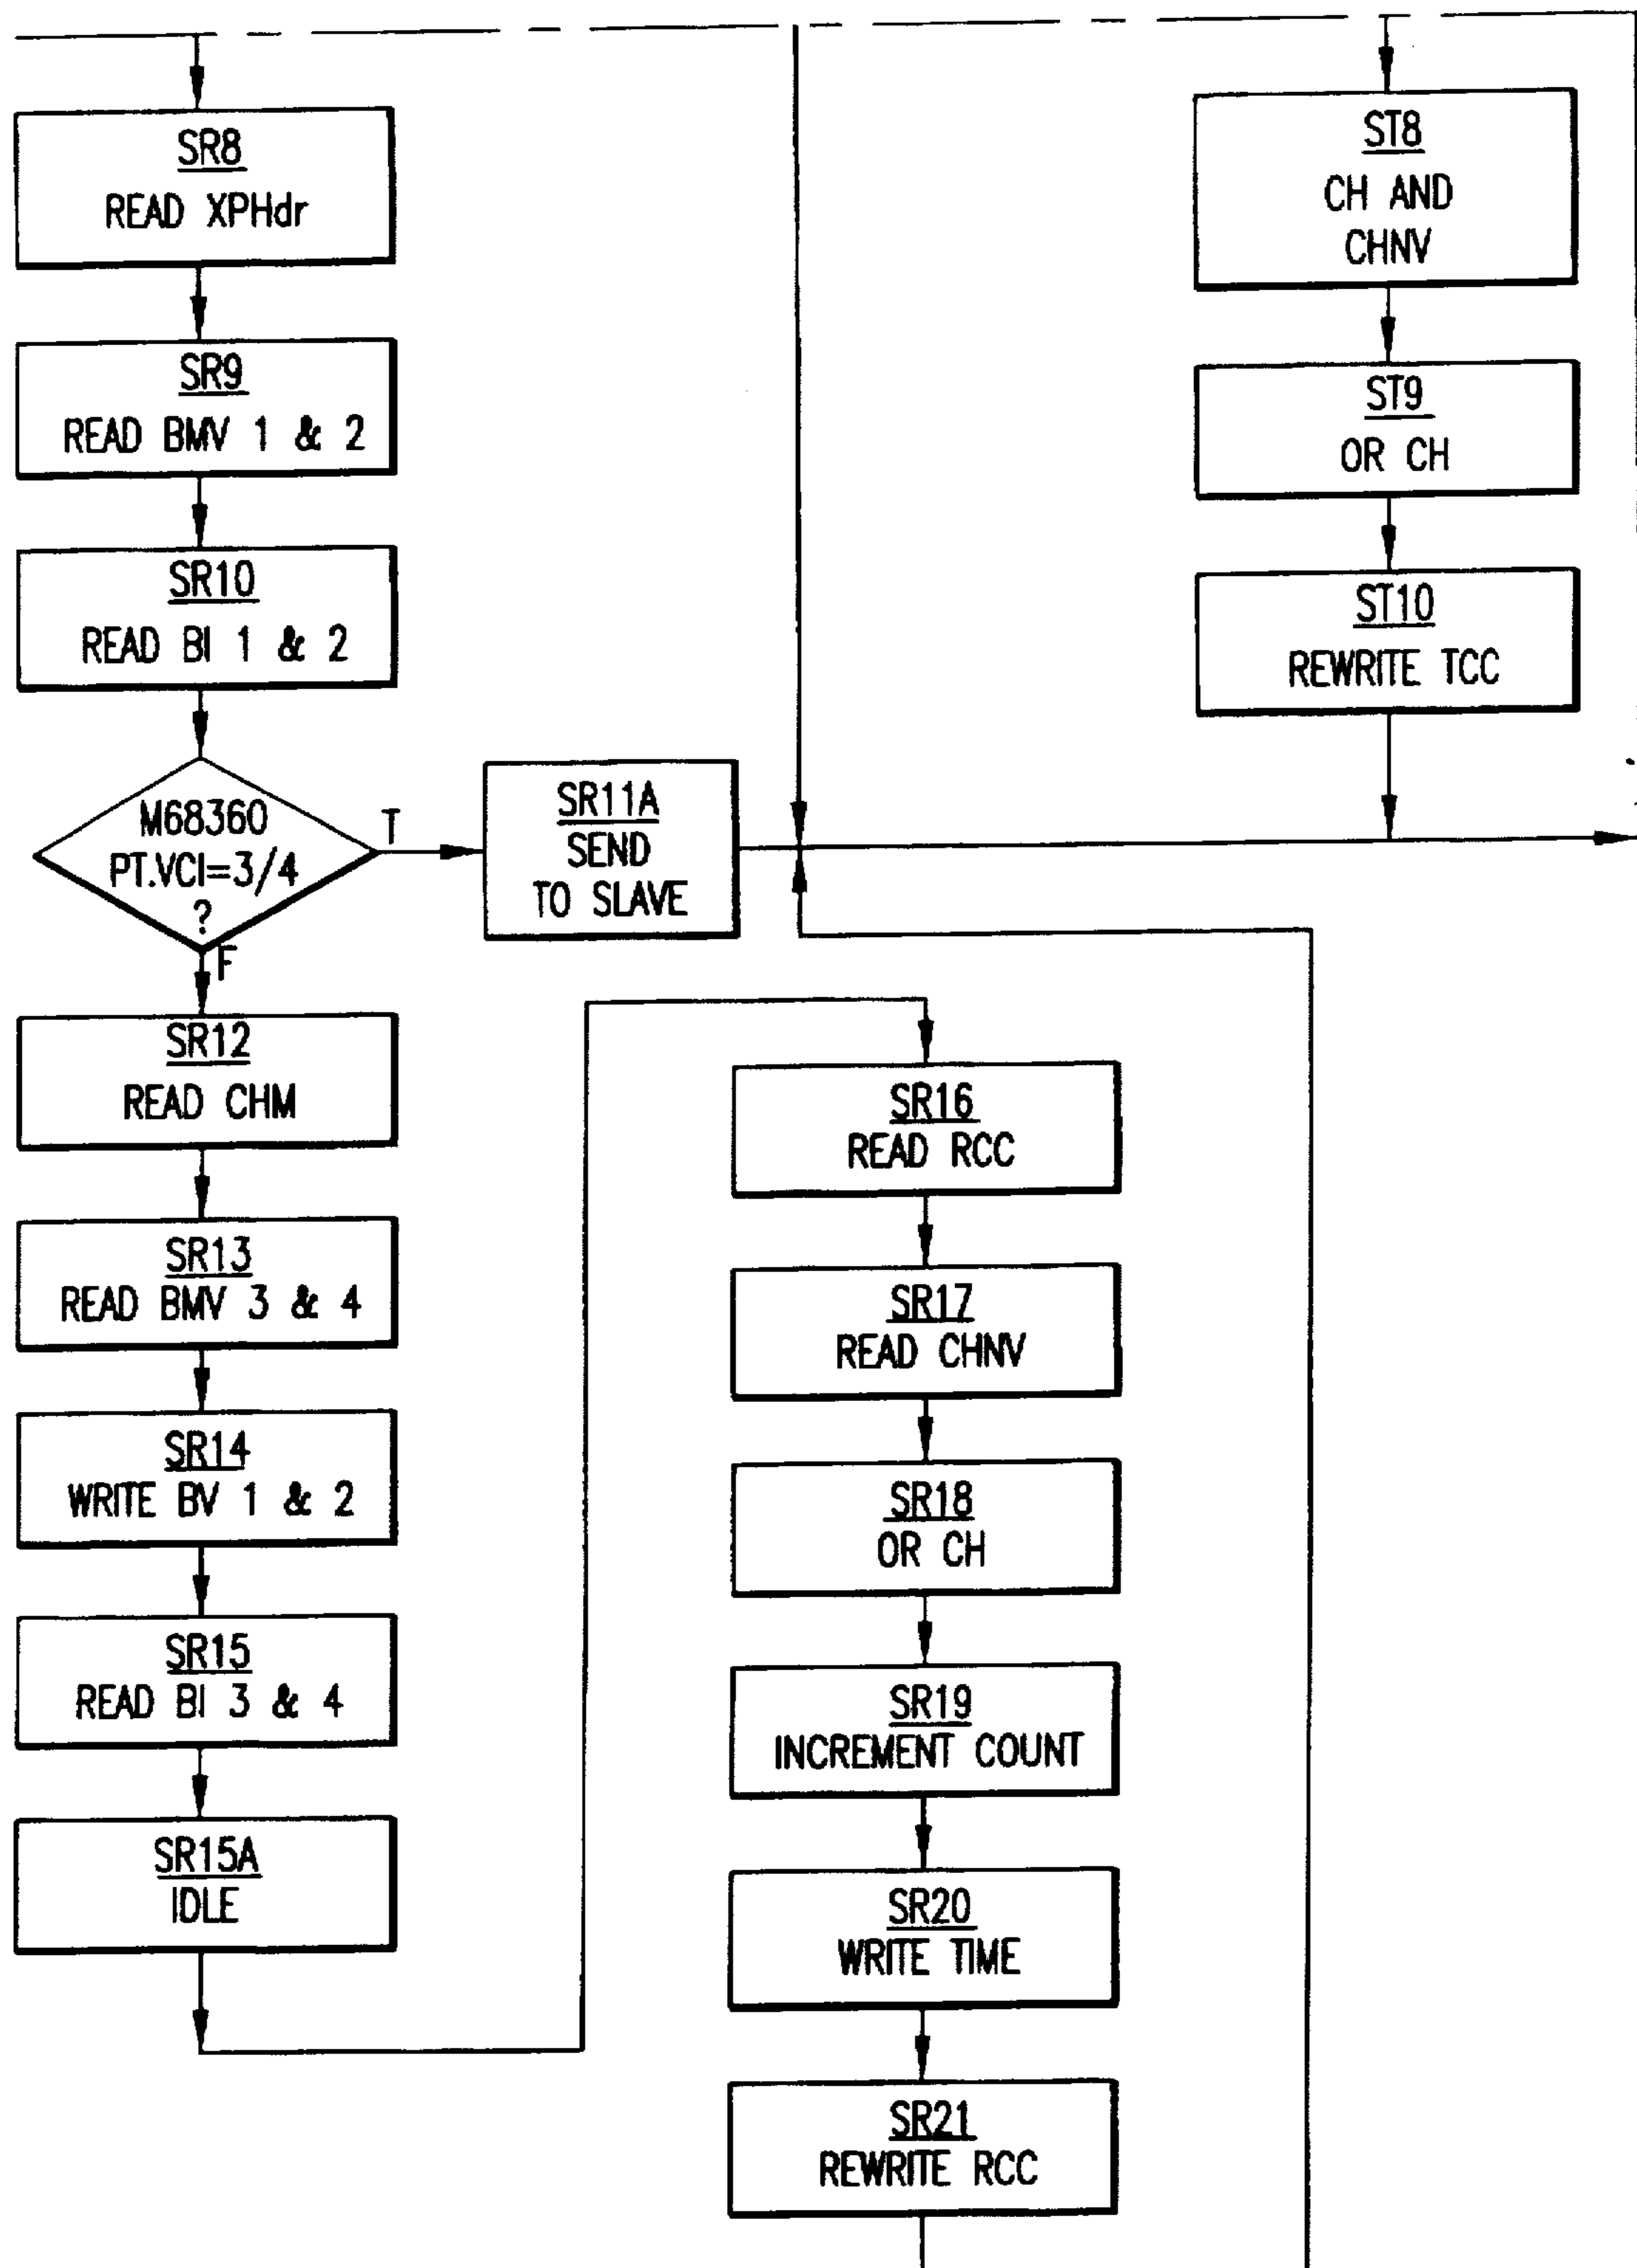 SR8
READ XPHdr
SR9
READ BMV 1 & 2
SR10
READ BI 1 & 2
M68360
PT.VCI=3/4
?
T
F
SR11A
SEND
TO SLAVE
SR12
READ CHM
SR13
READ BMV 3 & 4
SR14
WRITE BV 1 & 2
SR15
READ BI 3 & 4
SR15A
IDLE
SR16
READ RCC
SR17
READ CHNV
SR18
OR CH
SR19
INCREMENT COUNT
SR20
WRITE TIME
SR21
REWRITE RCC
ST8
CH AND
CHNV
ST9
OR CH
ST10
REWRITE TCC